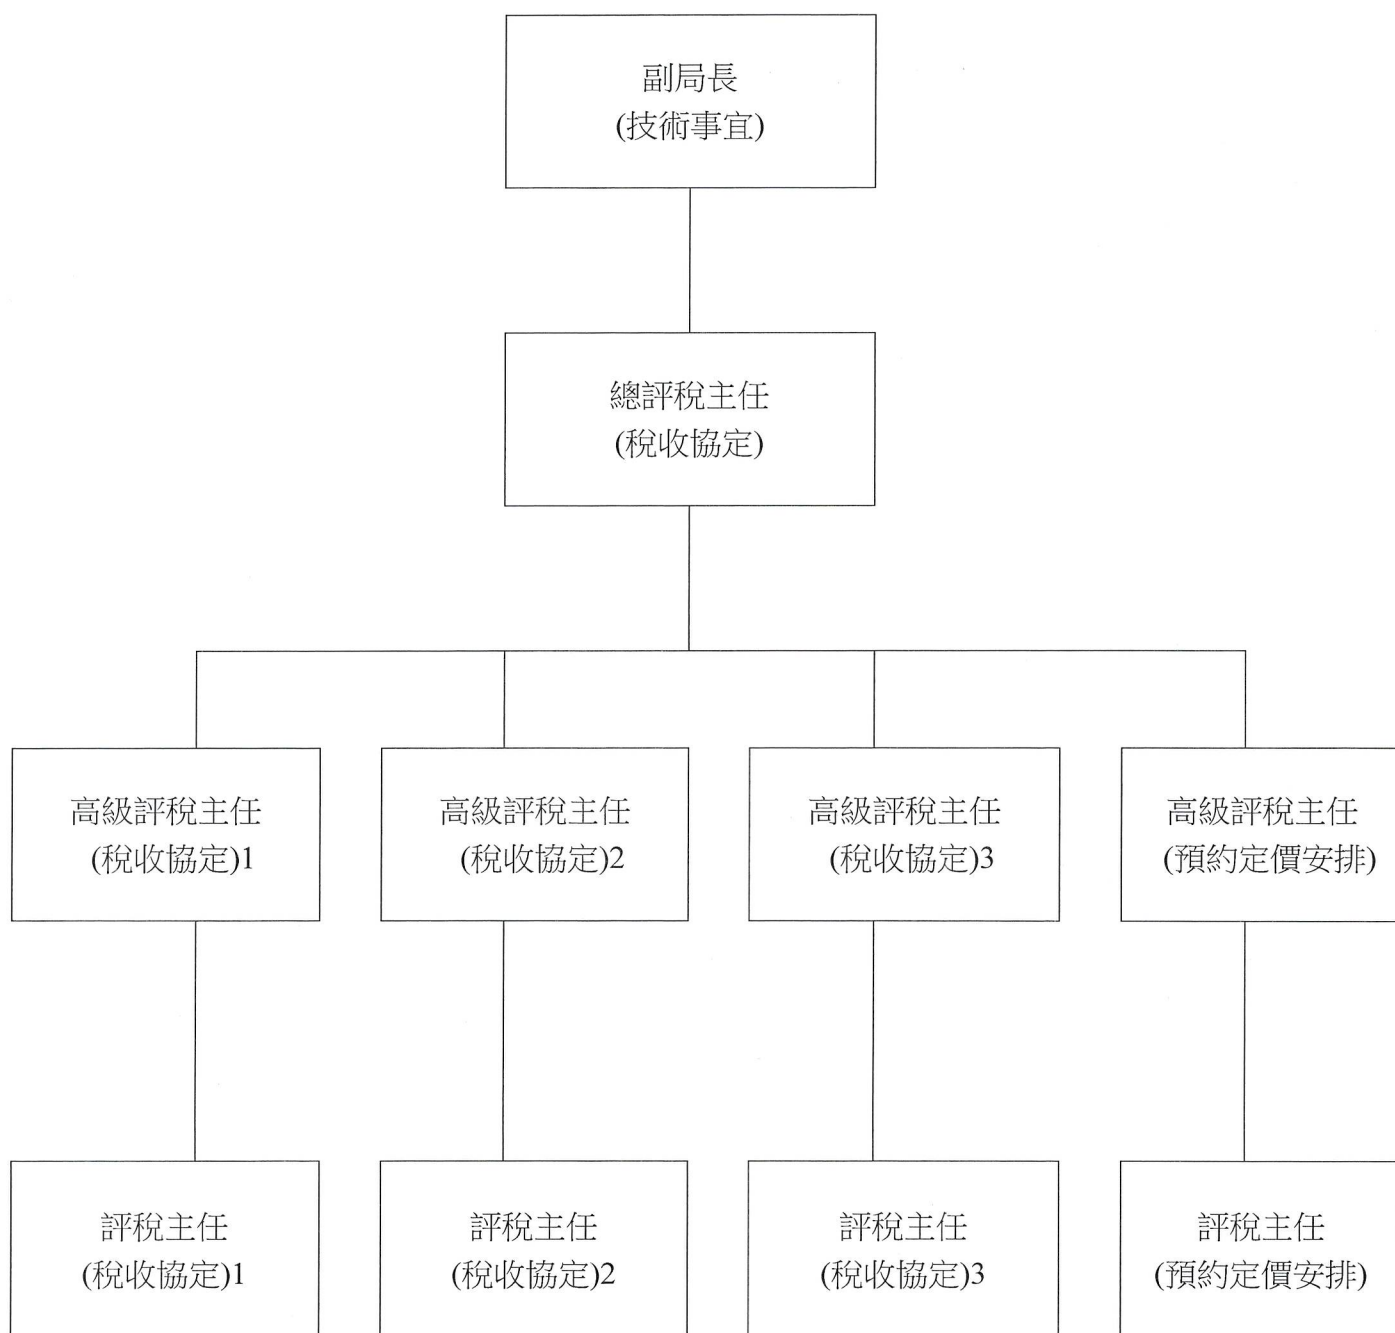 副局長
(技術事宜)
總評稅主任
(稅收協定)
高級評稅主任
(稅收協定)1
高級評稅主任
(稅收協定)2
高級評稅主任
(稅收協定)3
高級評稅主任
(預約定價安排)
評稅主任
(稅收協定)1
評稅主任
(稅收協定)2
評稅主任
(稅收協定)3
評稅主任
(預約定價安排)